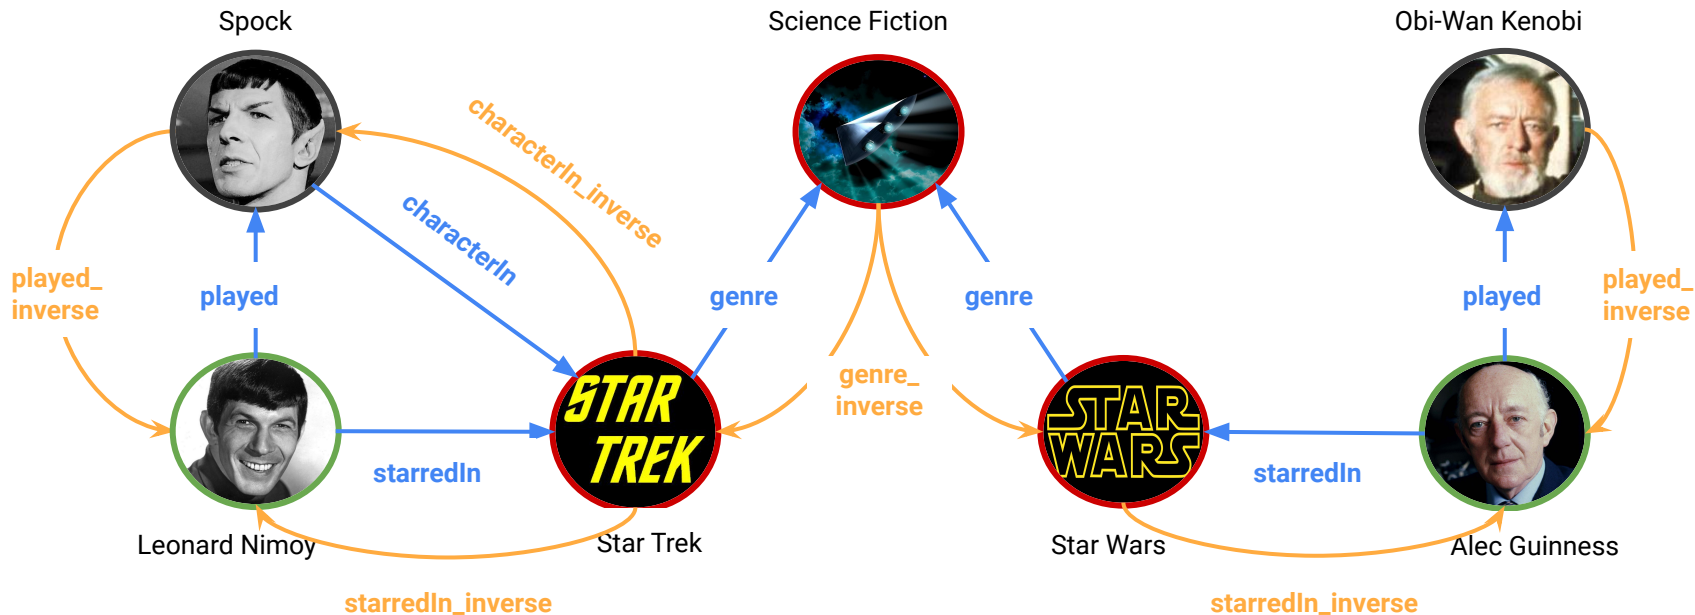 Spock
Science Fiction
Obi-Wan Kenobi
characterIn_inverse
characterIn
played_
inverse
played
genre
genre
played
played_
inverse
genre_
inverse
STAR
TREK
STAR
WARS
starredIn
starredIn
Leonard Nimoy
Star Trek
Star Wars
Alec Guinness
starredIn_inverse
starredIn_inverse